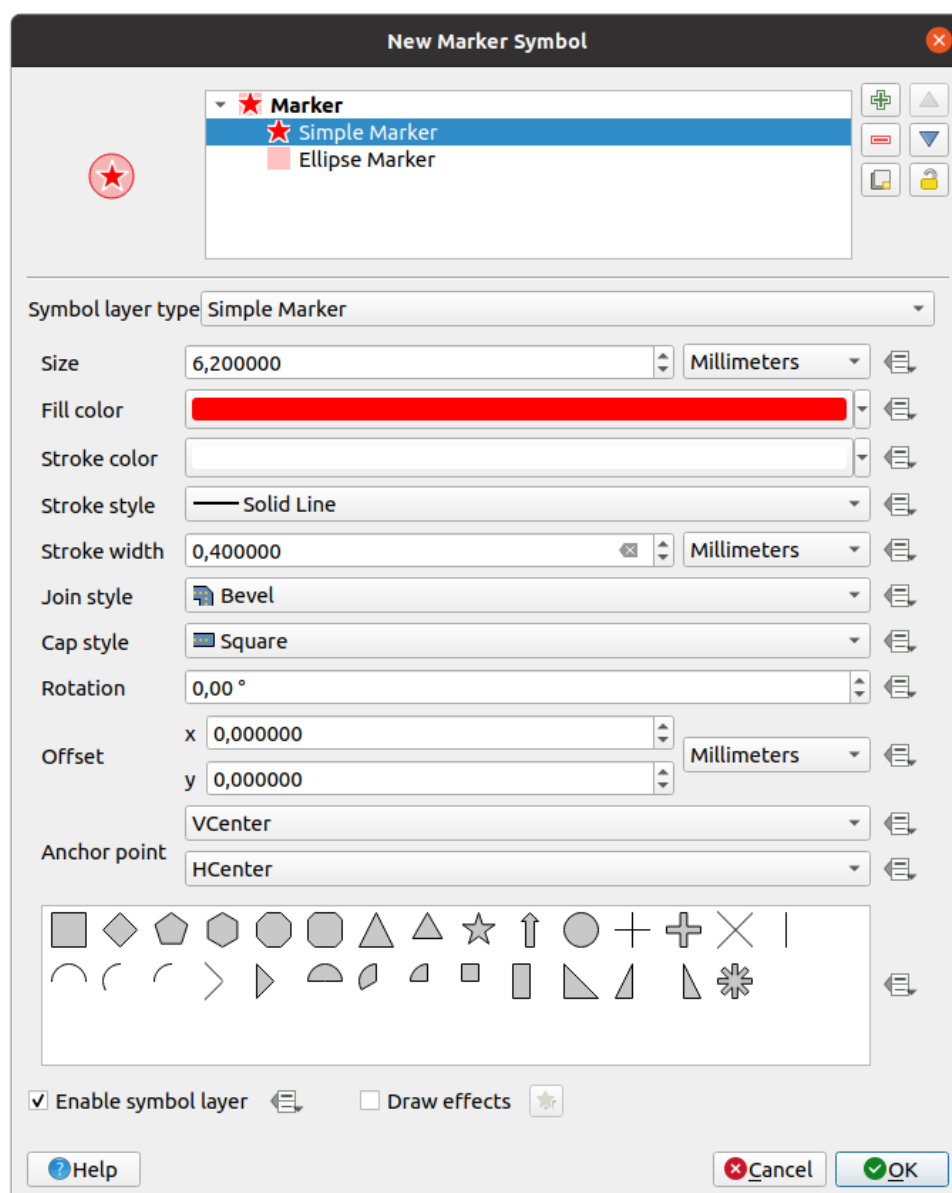 New Marker Symbol
Marker
Simple Marker
Ellipse Marker
Symbol layer type Simple Marker
Size 6,200000 Millimeters
Fill color
Stroke color
Stroke style Solid Line
Stroke width 0,400000 Millimeters
Join style Bevel
Cap style Square
Rotation 0,00 °
x 0,000000
Offset Millimeters
y 0,000000
VCenter
Anchor point
HCenter
Enable symbol layer Draw effects
Help Cancel OK